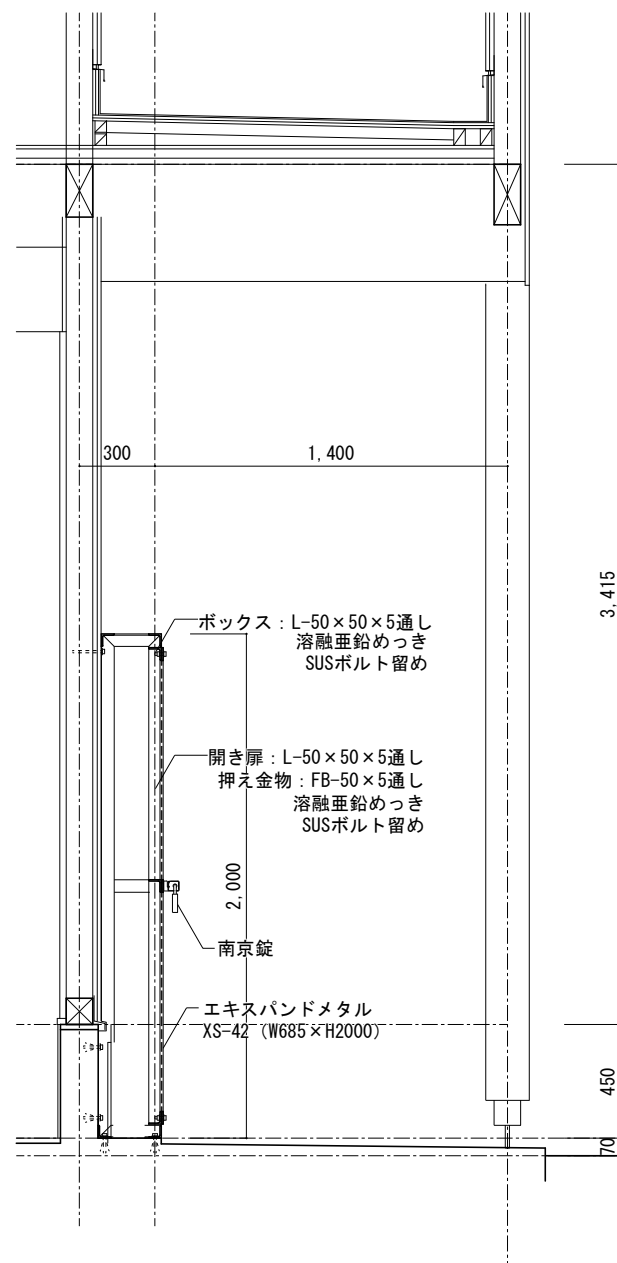 300
1,400
3,415
ボックス：L-50×50×5通し
溶融亜鉛めっき
SUSボルト留め
開き扉：L-50×50×5通し
押え金物：FB-50×5通し
溶融亜鉛めっき
SUSボルト留め
2,000
南京錠
エキスパンドメタル
XS-42（W685×H2000）
450
70